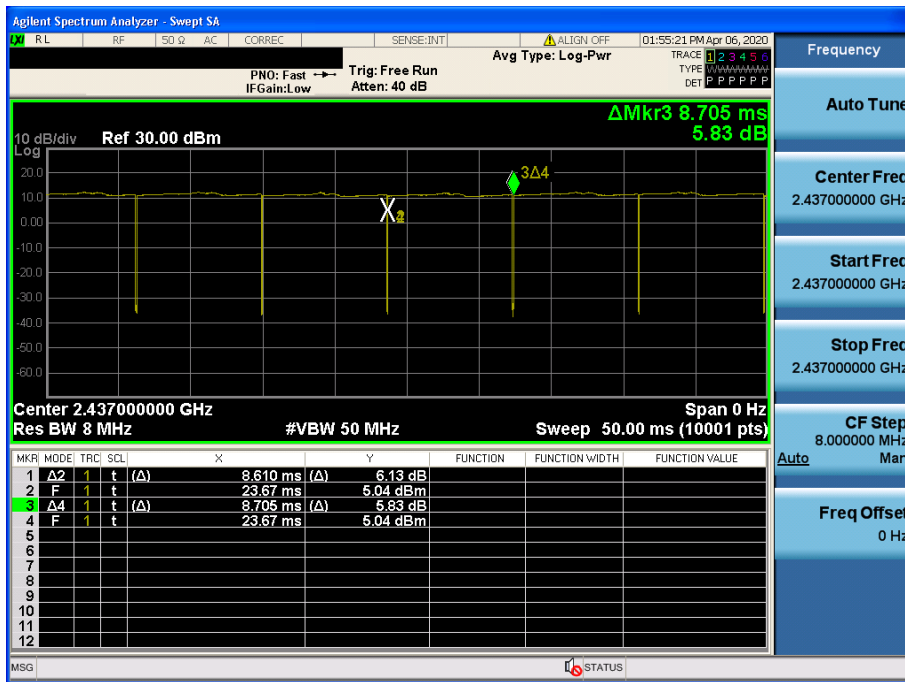 Agilent Spectrum Analyzer - Swept SA
LXI RL RF 50 Ω AC CORREC SENSE:INT ALIGN OFF 01:55:21 PM Apr 06, 2020
PNO: Fast IFGain:Low
Trig: Free Run Atten: 40 dB
Avg Type: Log-Pwr
TRACE 1 2 3 4 5 6
TYPE WWWWWW
DET P P P P P P
Frequency
Auto Tune
ΔMkr3 8.705 ms
5.83 dB
10 dB/div Ref 30.00 dBm
Log
20.0
10.0
0.00
-10.0
-20.0
-30.0
-40.0
-50.0
-60.0
3Δ4
2
Center Freq
2.437000000 GHz
Start Freq
2.437000000 GHz
Stop Freq
2.437000000 GHz
Center 2.437000000 GHz Span 0 Hz
Res BW 8 MHz #VBW 50 MHz Sweep 50.00 ms (10001 pts)
CF Step
8.000000 MHz
Auto Man
Freq Offset
0 Hz
MKR MODE TRC SCL X Y FUNCTION FUNCTION WIDTH FUNCTION VALUE
1 Δ2 1 t (Δ) 8.610 ms (Δ) 6.13 dB
2 F 1 t 23.67 ms 5.04 dBm
3 Δ4 1 t (Δ) 8.705 ms (Δ) 5.83 dB
4 F 1 t 23.67 ms 5.04 dBm
5
6
7
8
9
10
11
12
MSG STATUS